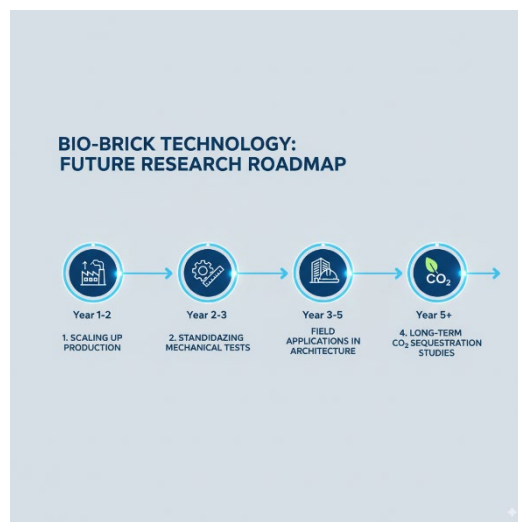 BIO-BRICK TECHNOLOGY:
FUTURE RESEARCH ROADMAP
CO₂
Year 1-2
1. SCALING UP
PRODUCTION
Year 2-3
2. STANDIDAZING
MECHANICAL TESTS
Year 3-5
FIELD
APPLICATIONS IN
ARCHITECTURE
Year 5+
4. LONG-TERM
CO₂ SEQUESTRATION
STUDIES